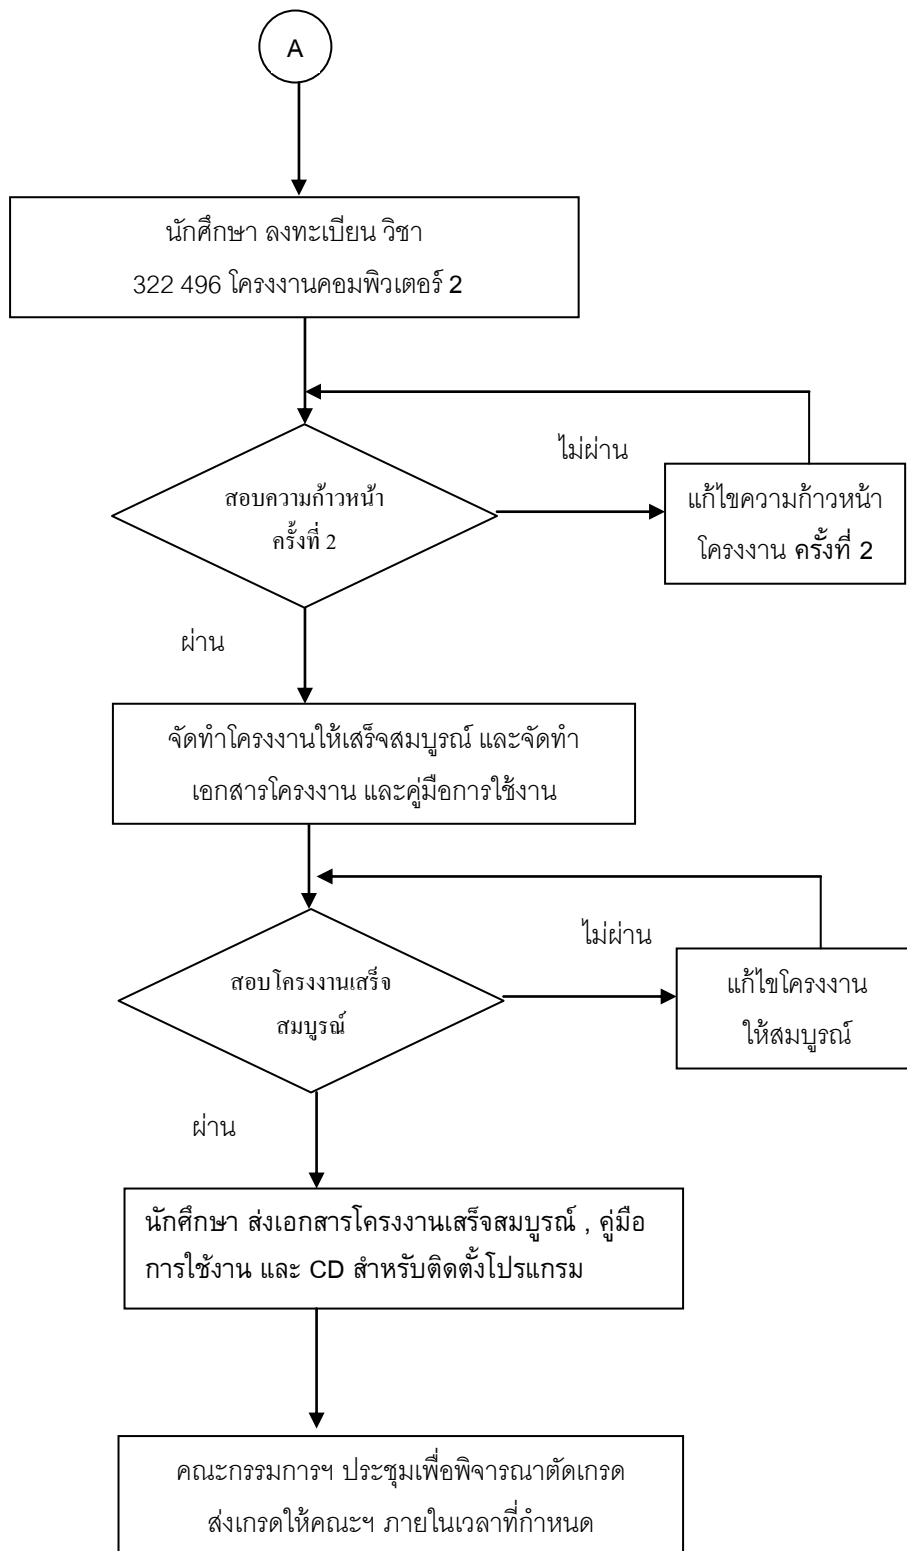 A
นักศึกษา ลงทะเบียน วิชา
322 496 โครงงานคอมพิวเตอร์ 2
ไม่ผ่าน
สอบความก้าวหน้า
ครั้งที่ 2
แก้ไขความก้าวหน้า
โครงงาน ครั้งที่ 2
ผ่าน
จัดทำโครงงานให้เสร็จสมบูรณ์ และจัดทำ
เอกสารโครงงาน และคู่มือการใช้งาน
ไม่ผ่าน
สอบโครงงานเสร็จ
สมบูรณ์
แก้ไขโครงงาน
ให้สมบูรณ์
ผ่าน
นักศึกษา ส่งเอกสารโครงงานเสร็จสมบูรณ์ , คู่มือ
การใช้งาน และ CD สำหรับติดตั้งโปรแกรม
คณะกรรมการฯ ประชุมเพื่อพิจารณาตัดเกรด
ส่งเกรดให้คณะฯ ภายในเวลาที่กำหนด